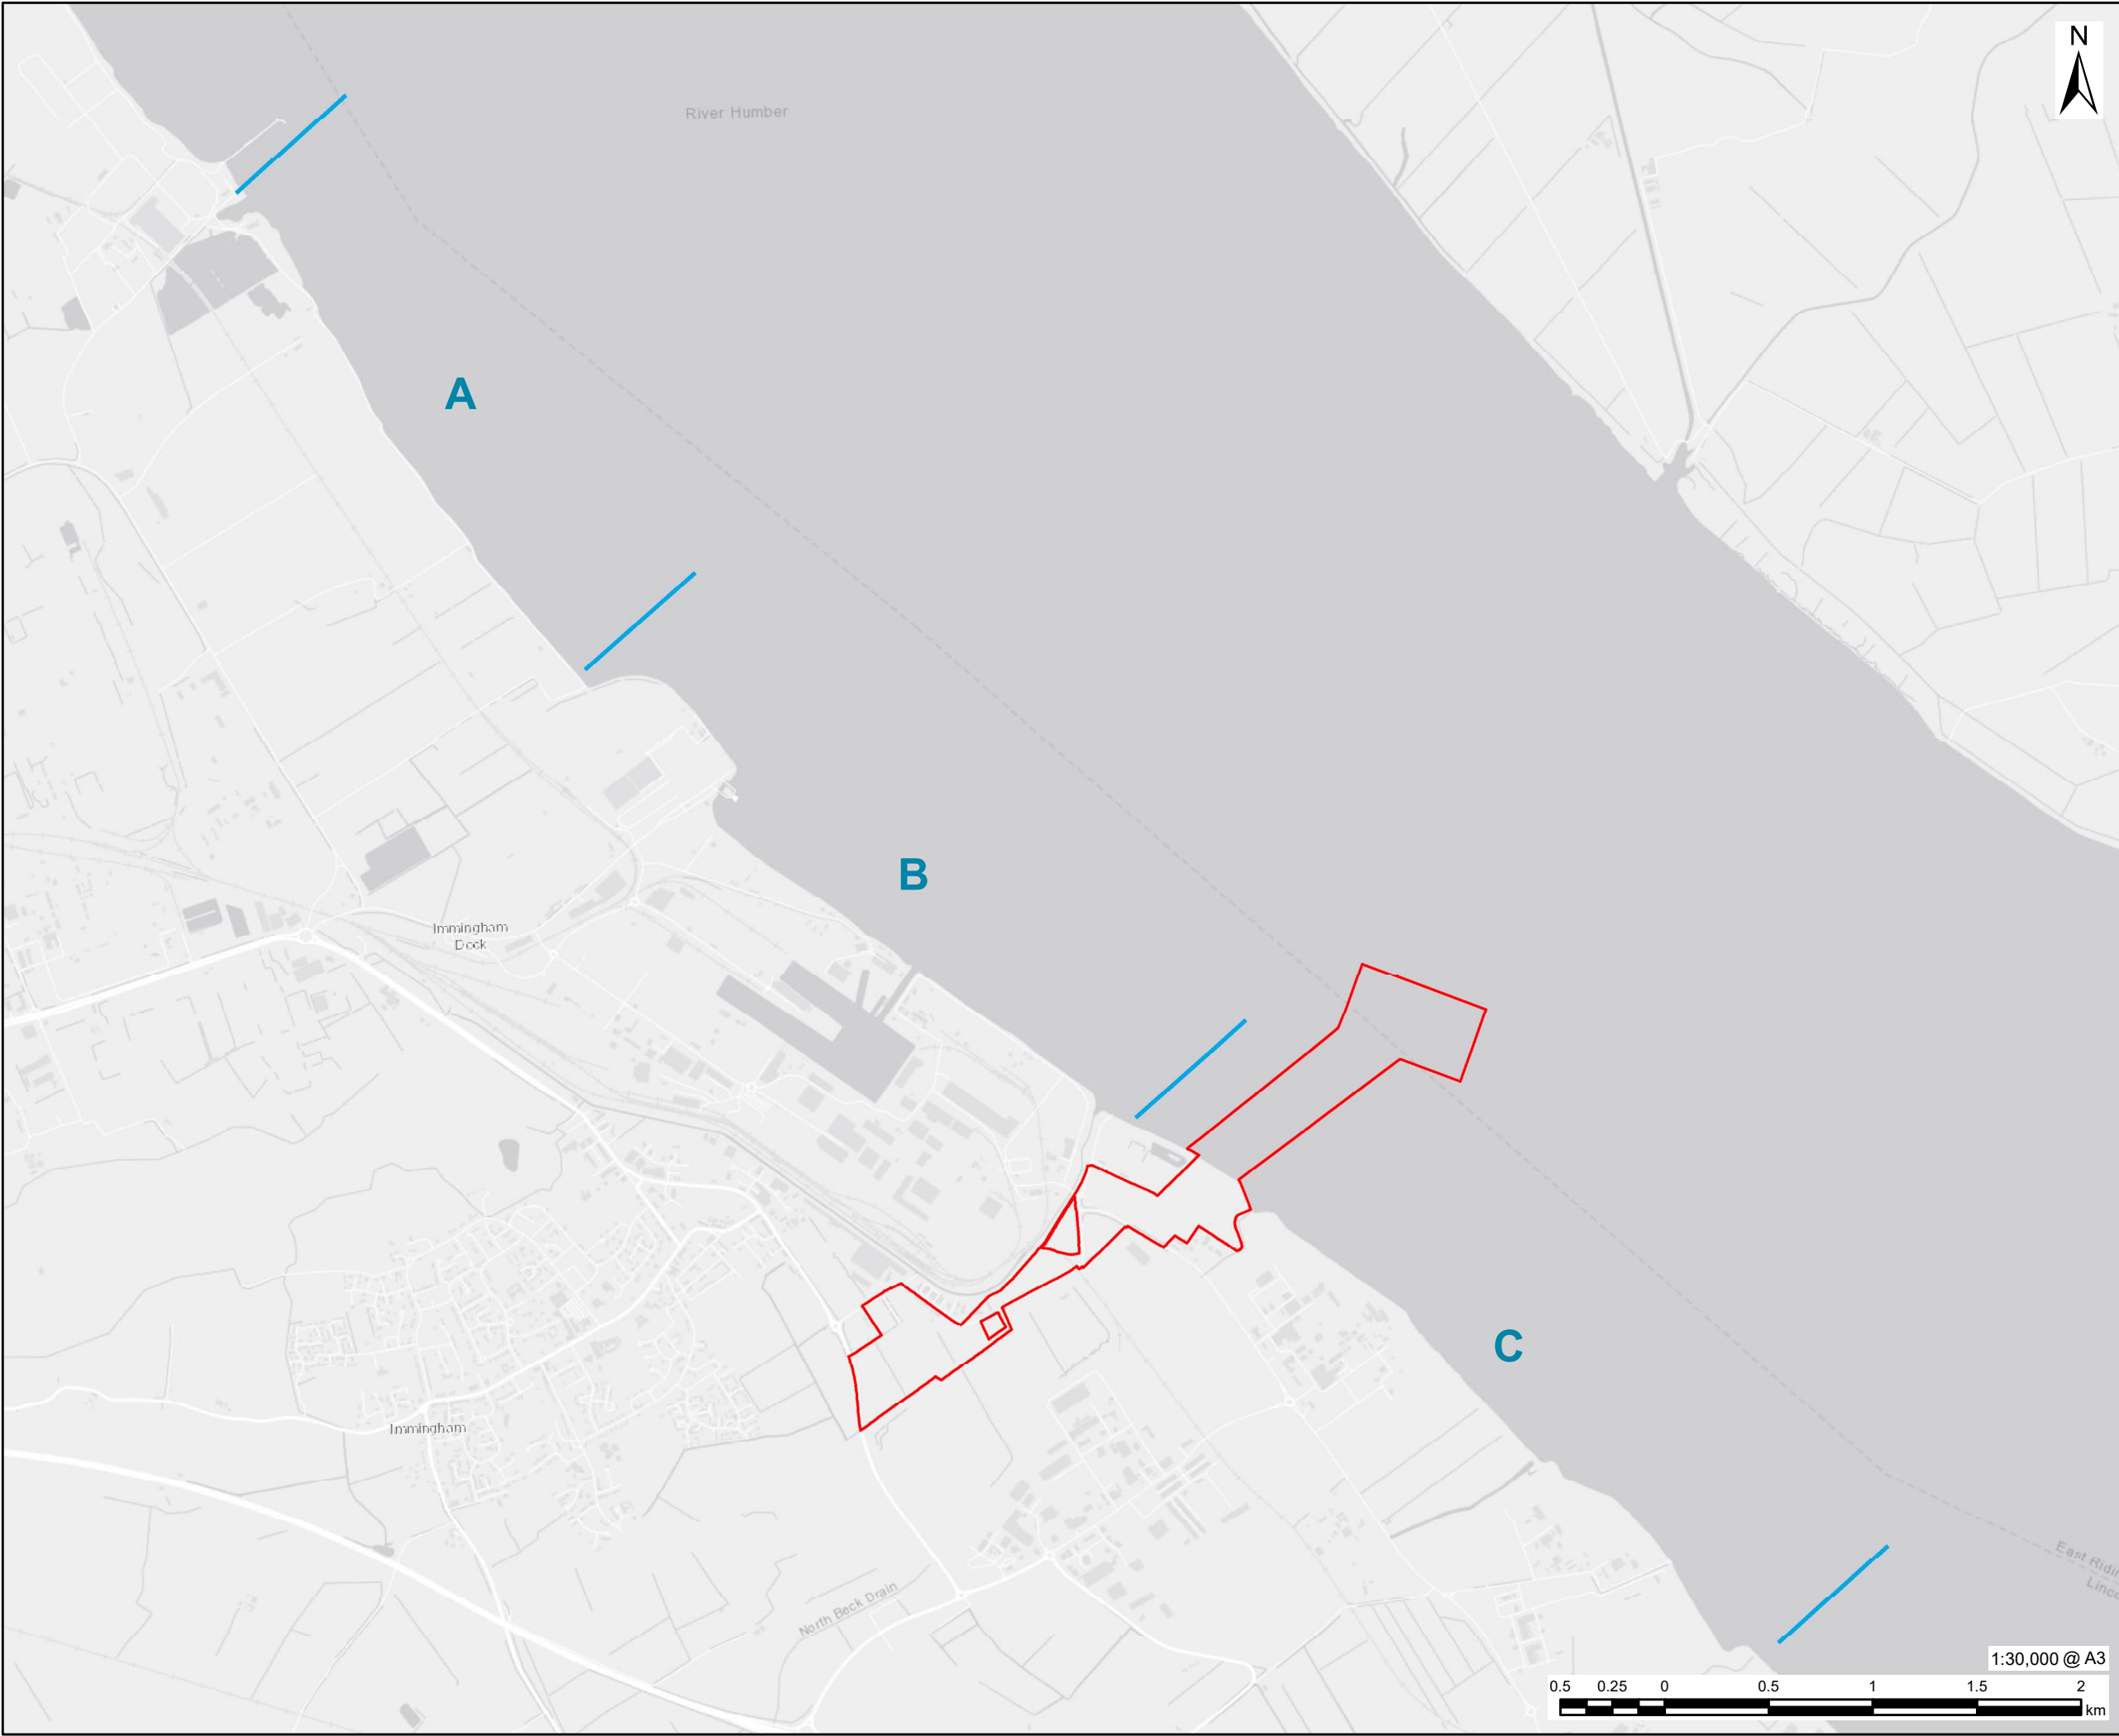 N
River Humber
A
B
Immingham
Dock
C
Immingham
North Beck Drain
East Ridi
Linco
1:30,000 @ A3
0.5 0.25 0 0.5 1 1.5 2
km